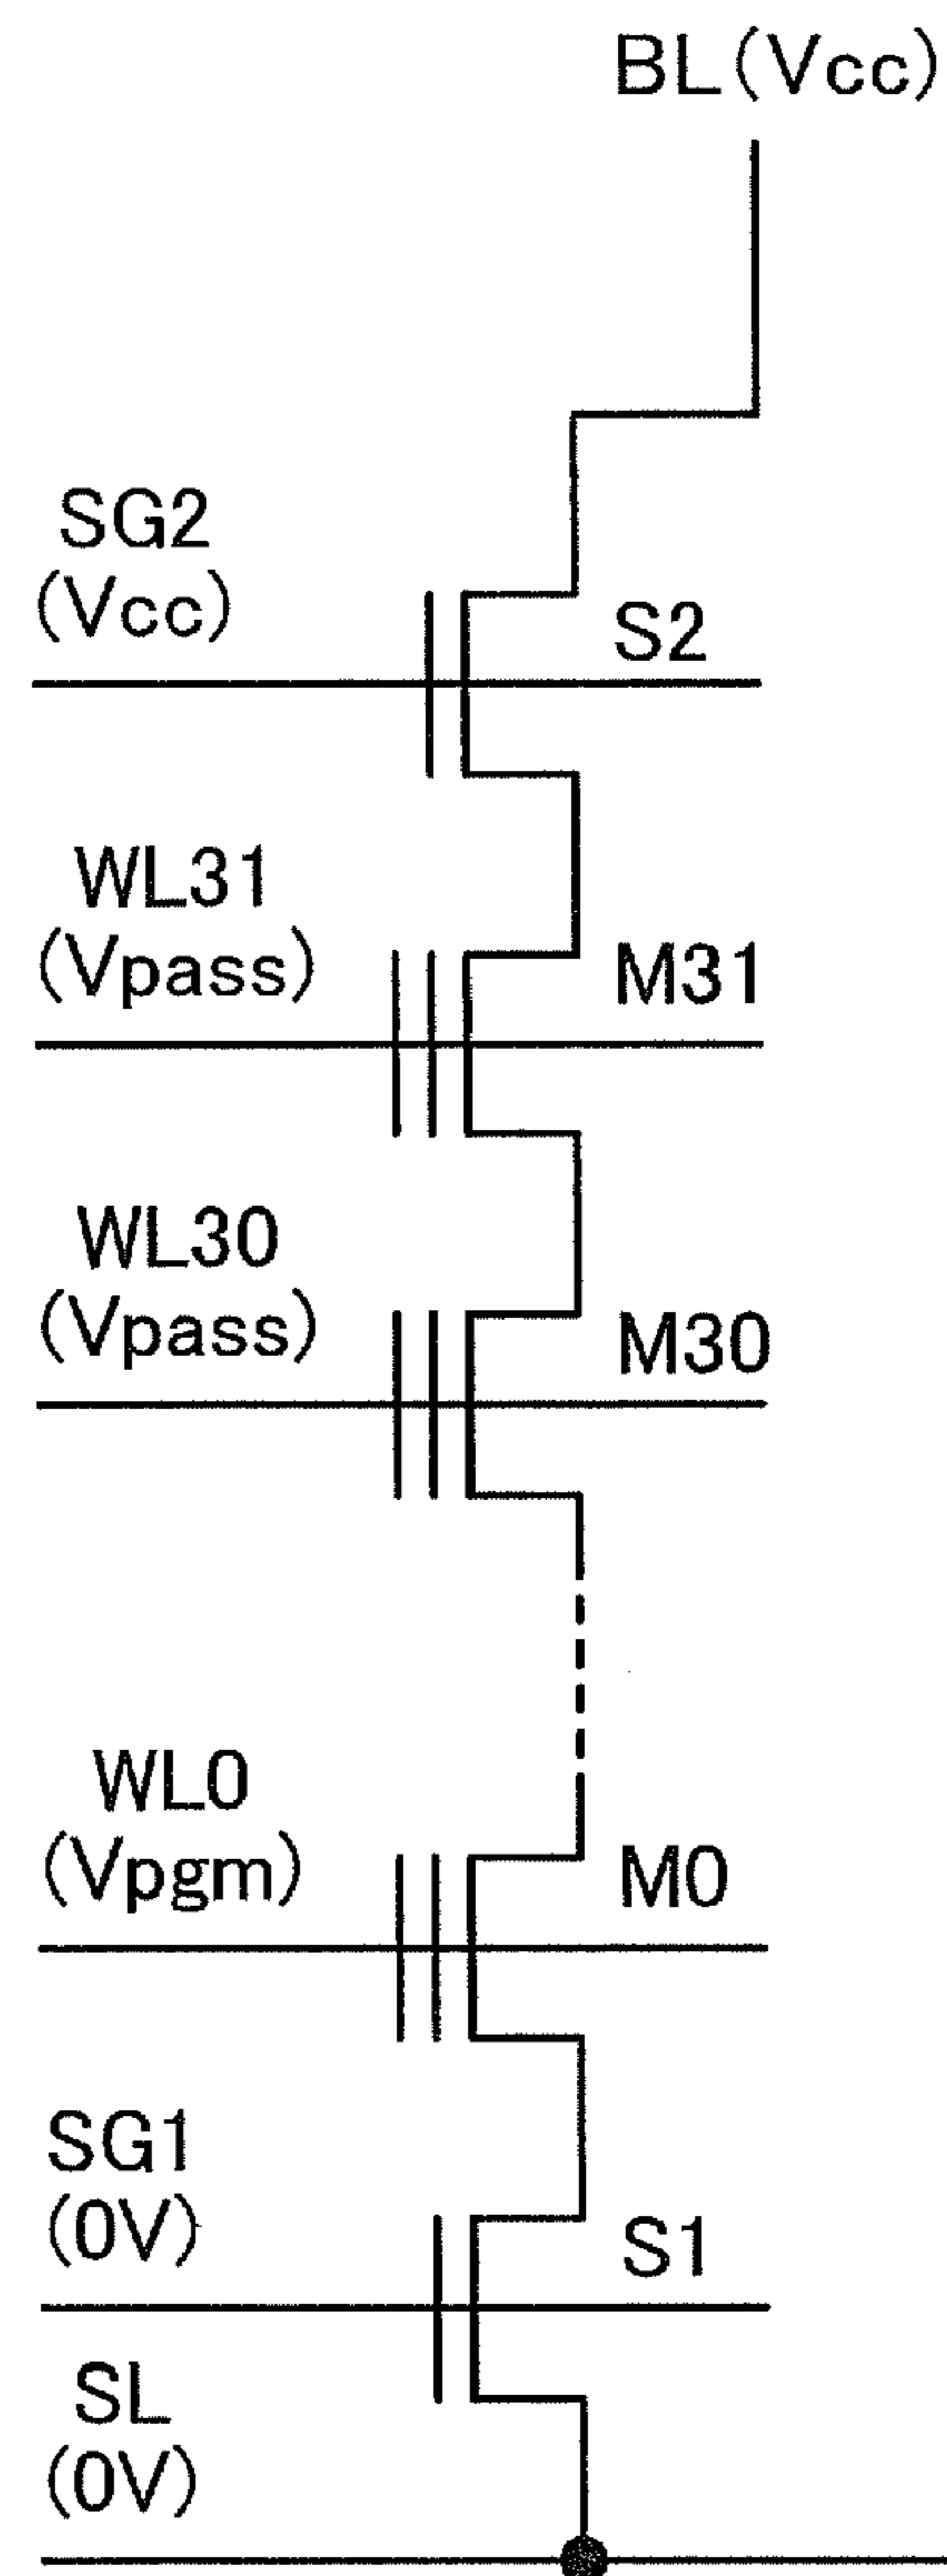 BL(Vcc)
SG2
(Vcc)
S2
WL31
(Vpass)
M31
WL30
(Vpass)
M30
WL0
(Vpgm)
M0
SG1
(0V)
S1
SL
(0V)